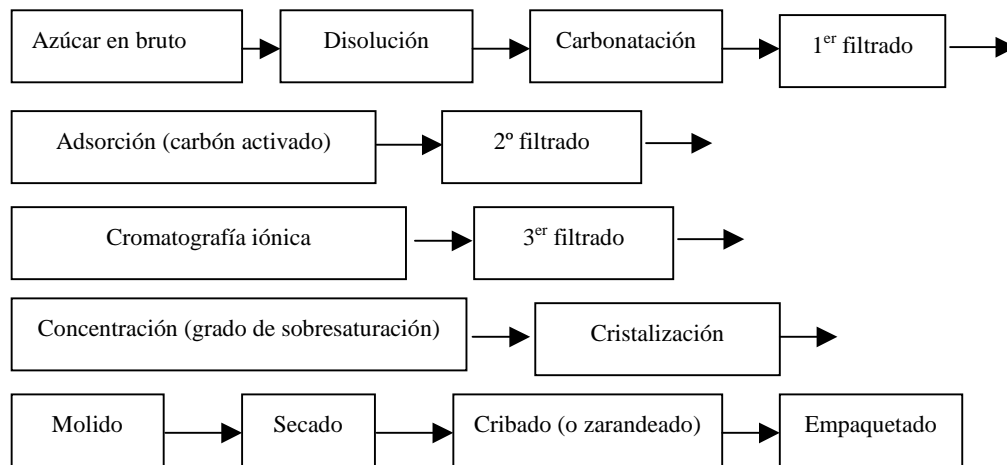 Azúcar en bruto Disolución Carbonatación 1er filtrado
Adsorción (carbón activado) 2º filtrado
Cromatografía iónica 3er filtrado
Concentración (grado de sobresaturación) Cristalización
Molido Secado Cribado (o zarandeado) Empaquetado